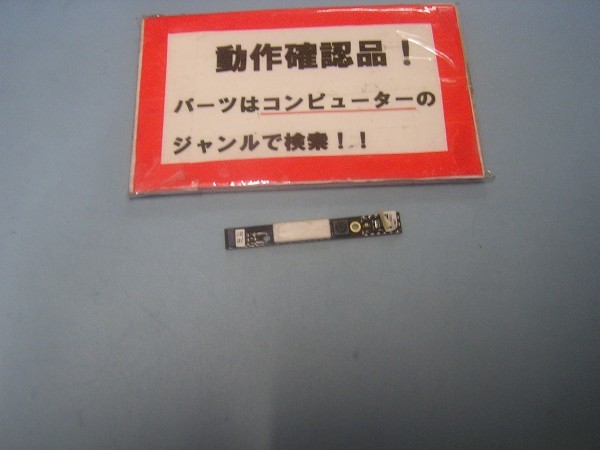 動作確認品！
パーツはコンピューターの
ジャンルで検索！！